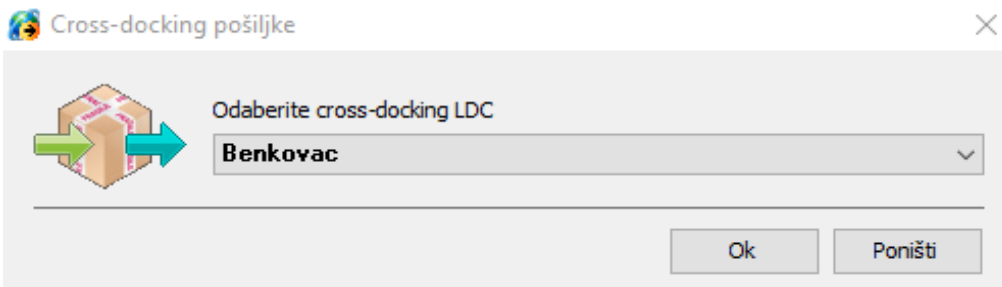 Cross-docking pošiljke
Odaberite cross-docking LDC
Benkovac
Ok Poništi